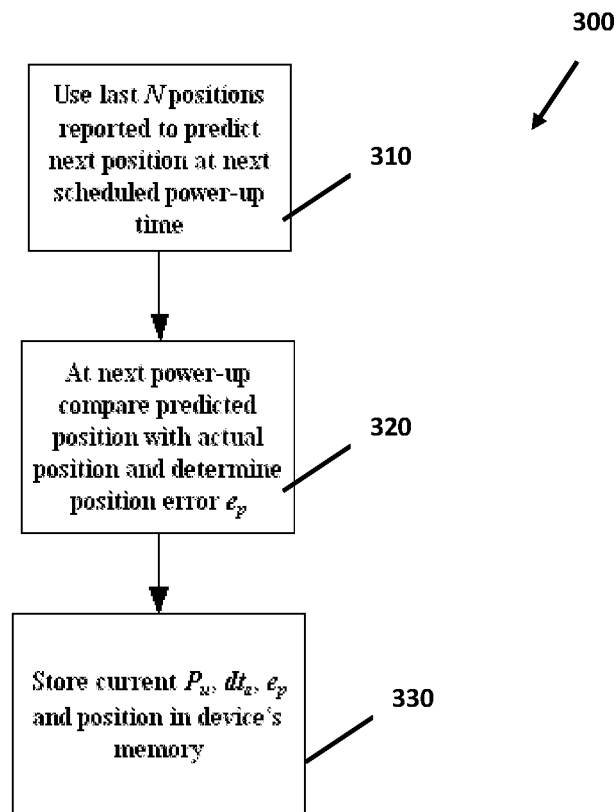 300
Use last N positions
reported to predict
next position at next
scheduled power-up
time
310
At next power-up
compare predicted
position with actual
position and determine
position error eₚ
320
Store current Pᵤ, dtₐ, eₚ
and position in device's
memory
330